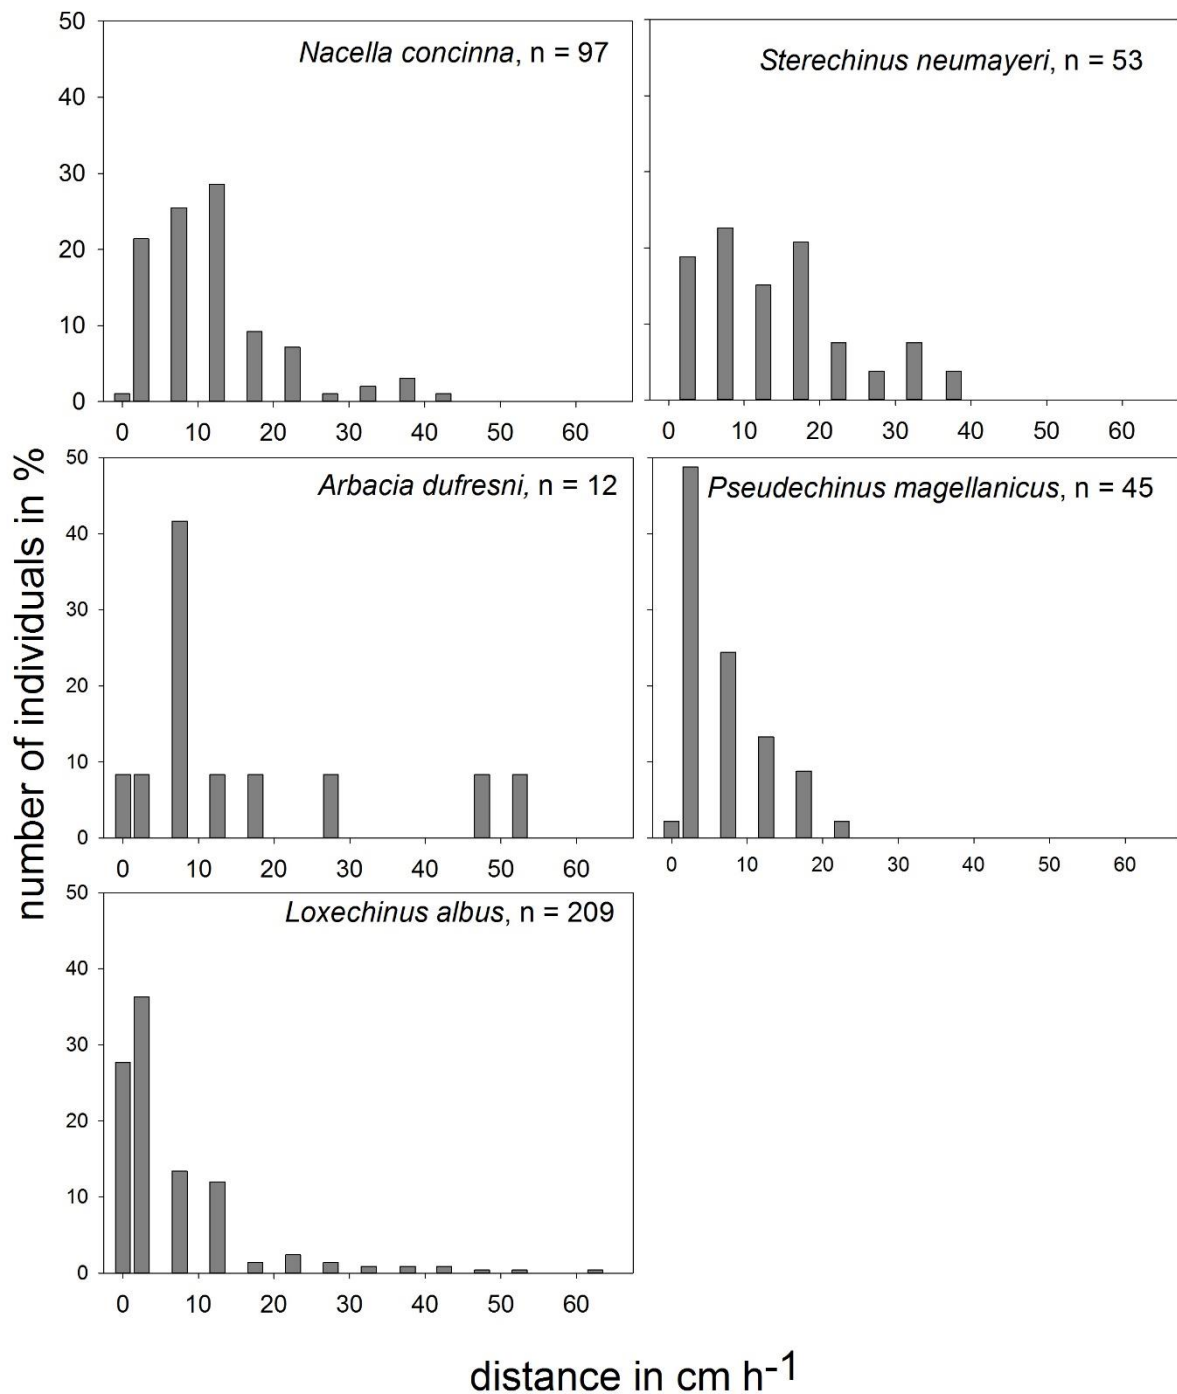 number of individuals in %
50
40
30
20
10
0
Nacella concinna, n = 97
0 10 20 30 40 50 60
Sterechinus neumayeri, n = 53
0 10 20 30 40 50 60
50
40
30
20
10
0
Arbacia dufresni, n = 12
0 10 20 30 40 50 60
Pseudechinus magellanicus, n = 45
0 10 20 30 40 50 60
50
40
30
20
10
0
Loxechinus albus, n = 209
0 10 20 30 40 50 60
distance in cm h-1